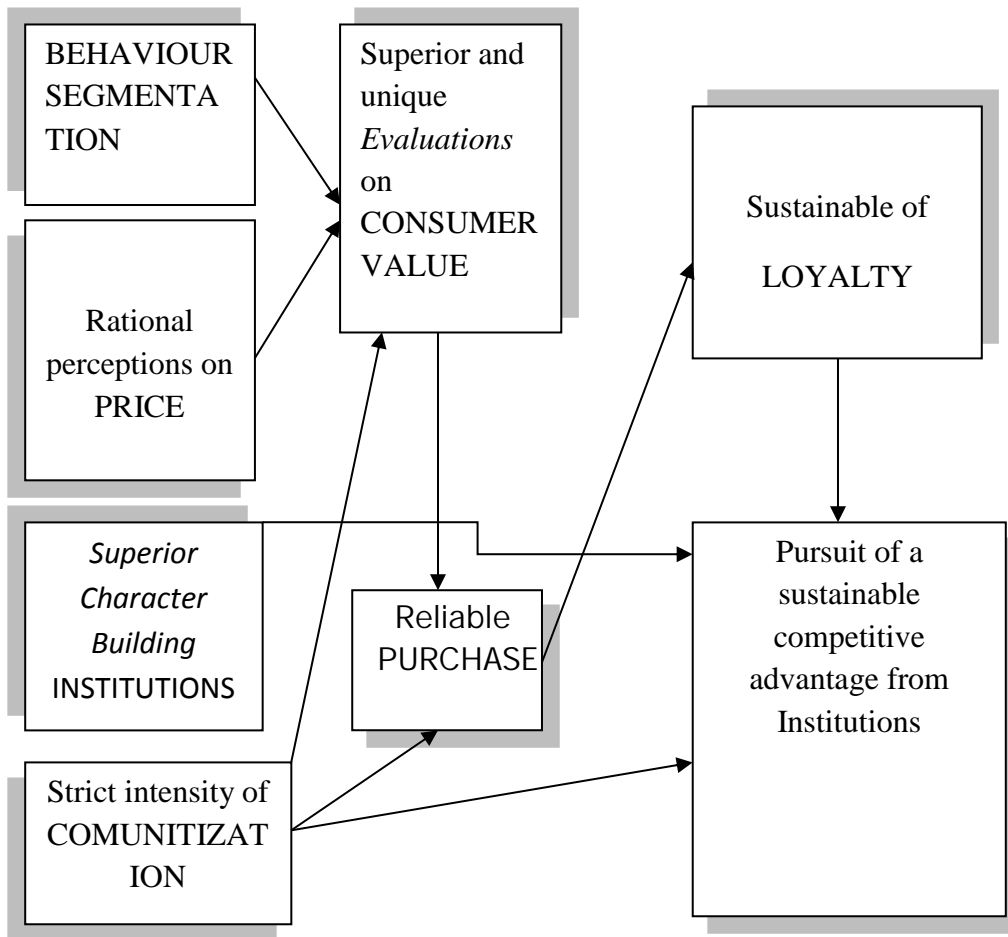 BEHAVIOUR
SEGMENTA
TION
Superior and
unique
Evaluations
on
CONSUMER
VALUE
Sustainable of
LOYALTY
Rational
perceptions on
PRICE
Superior
Character
Building
INSTITUTIONS
Reliable
PURCHASE
Pursuit of a
sustainable
competitive
advantage from
Institutions
Strict intensity of
COMUNITIZAT
ION